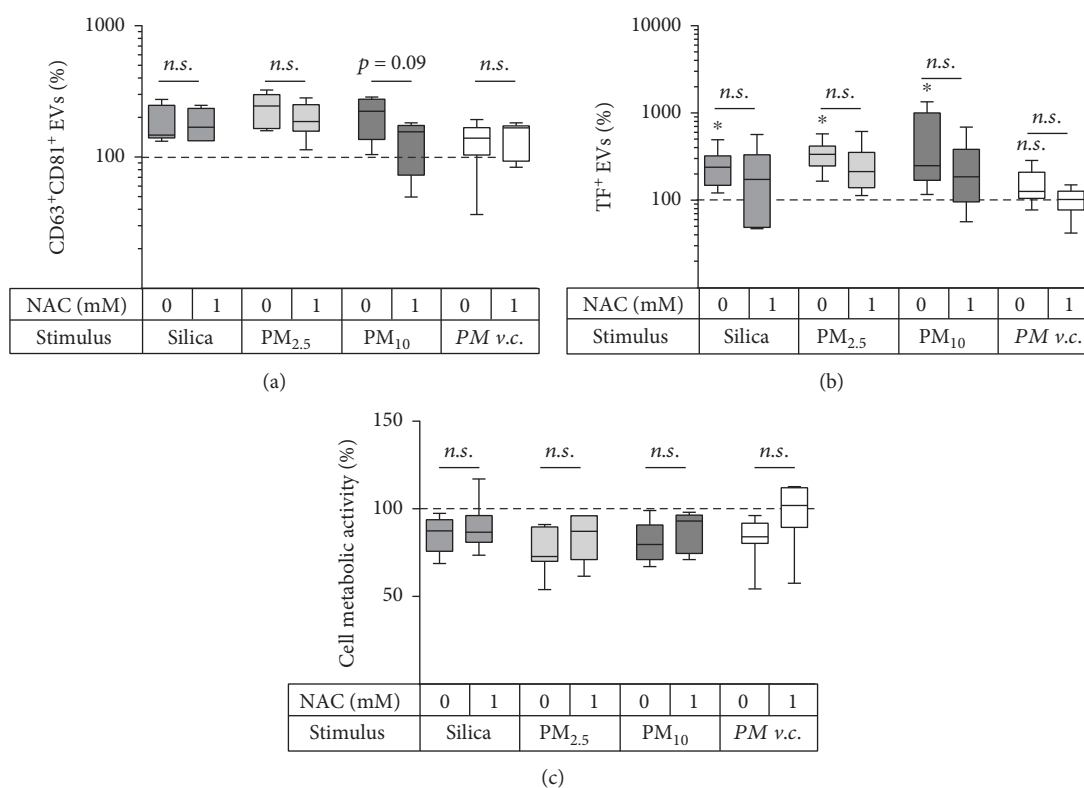 1000
100
CD63+CD81+ EVs (%)
n.s. n.s. p = 0.09 n.s.
NAC (mM) 0 1 0 1 0 1 0 1
Stimulus Silica PM2.5 PM10 PM v.c.
(a)
10000
1000
100
TF+ EVs (%)
n.s. n.s. n.s. n.s.
* * * n.s.
NAC (mM) 0 1 0 1 0 1 0 1
Stimulus Silica PM2.5 PM10 PM v.c.
(b)
150
100
50
Cell metabolic activity (%)
n.s. n.s. n.s. n.s.
NAC (mM) 0 1 0 1 0 1 0 1
Stimulus Silica PM2.5 PM10 PM v.c.
(c)